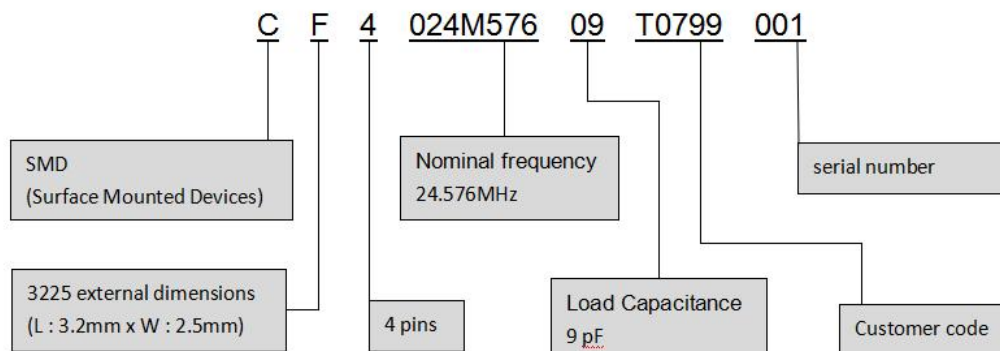 C F 4 024M576 09 T0799 001
SMD
(Surface Mounted Devices)
Nominal frequency
24.576MHz
serial number
3225 external dimensions
(L : 3.2mm x W : 2.5mm)
4 pins
Load Capacitance
9 pF
Customer code